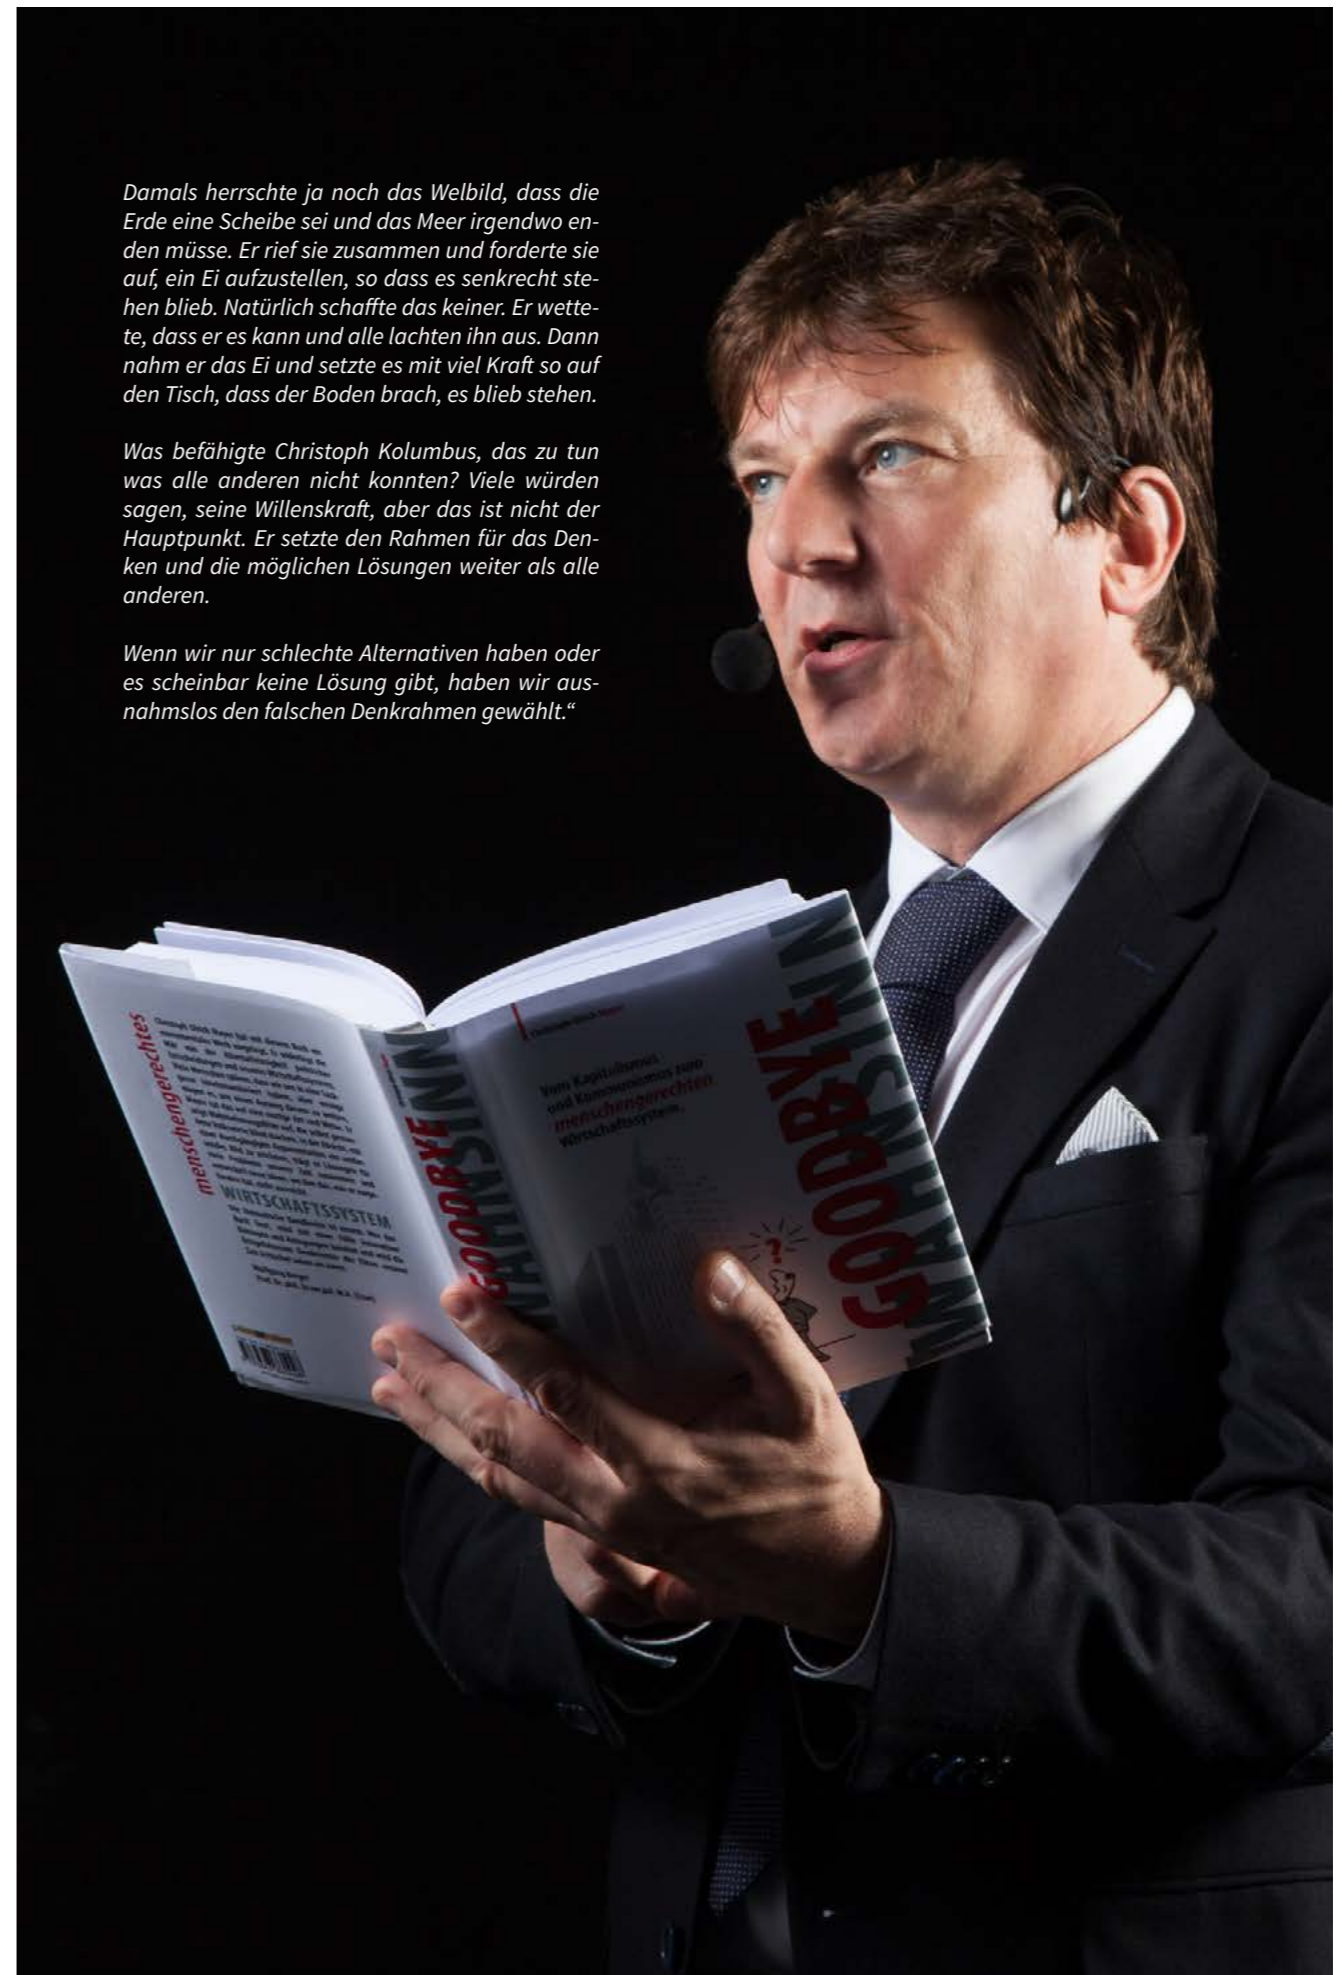 Damals herrschte ja noch das Welbild, dass die
Erde eine Scheibe sei und das Meer irgendwo en-
den müsse. Er rief sie zusammen und forderte sie
auf, ein Ei aufzustellen, so dass es senkrecht ste-
hen blieb. Natürlich schaffte das keiner. Er wette-
te, dass er es kann und alle lachten ihn aus. Dann
nahm er das Ei und setzte es mit viel Kraft so auf
den Tisch, dass der Boden brach, es blieb stehen.
Was befähigte Christoph Kolumbus, das zu tun
was alle anderen nicht konnten? Viele würden
sagen, seine Willenskraft, aber das ist nicht der
Hauptpunkt. Er setzte den Rahmen für das Den-
ken und die möglichen Lösungen weiter als alle
anderen.
Wenn wir nur schlechte Alternativen haben oder
es scheinbar keine Lösung gibt, haben wir aus-
nahmslos den falschen Denkrahmen gewählt.“
menschengerechtes
WIRTSCHAFTSSYSTEM
GOODBYE
WAHNSINN
Christoph Ulrich Mayer
Vom Kapitalismus
und Kommunismus zum
menschengerechten
Wirtschaftssystem.
?
GOODBYE
WAHNSINN